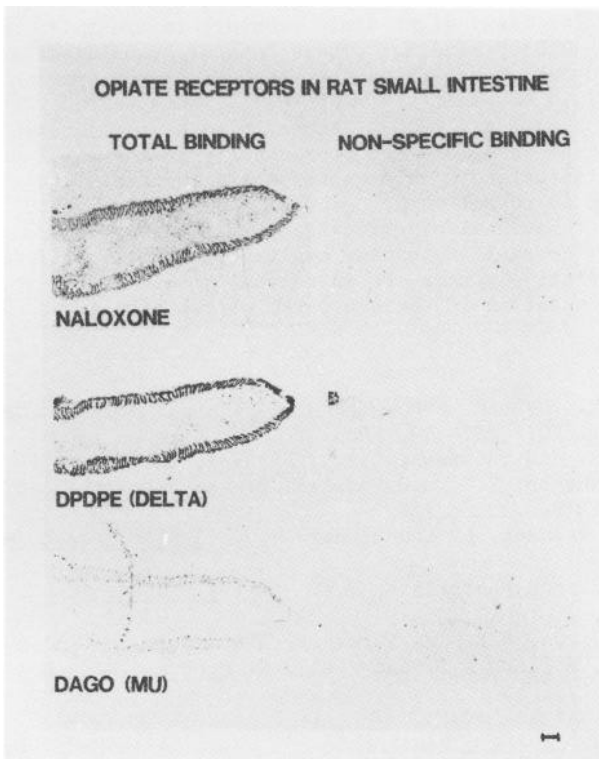 OPIATE RECEPTORS IN RAT SMALL INTESTINE
TOTAL BINDING NON-SPECIFIC BINDING
NALOXONE
DPDPE (DELTA)
DAGO (MU)